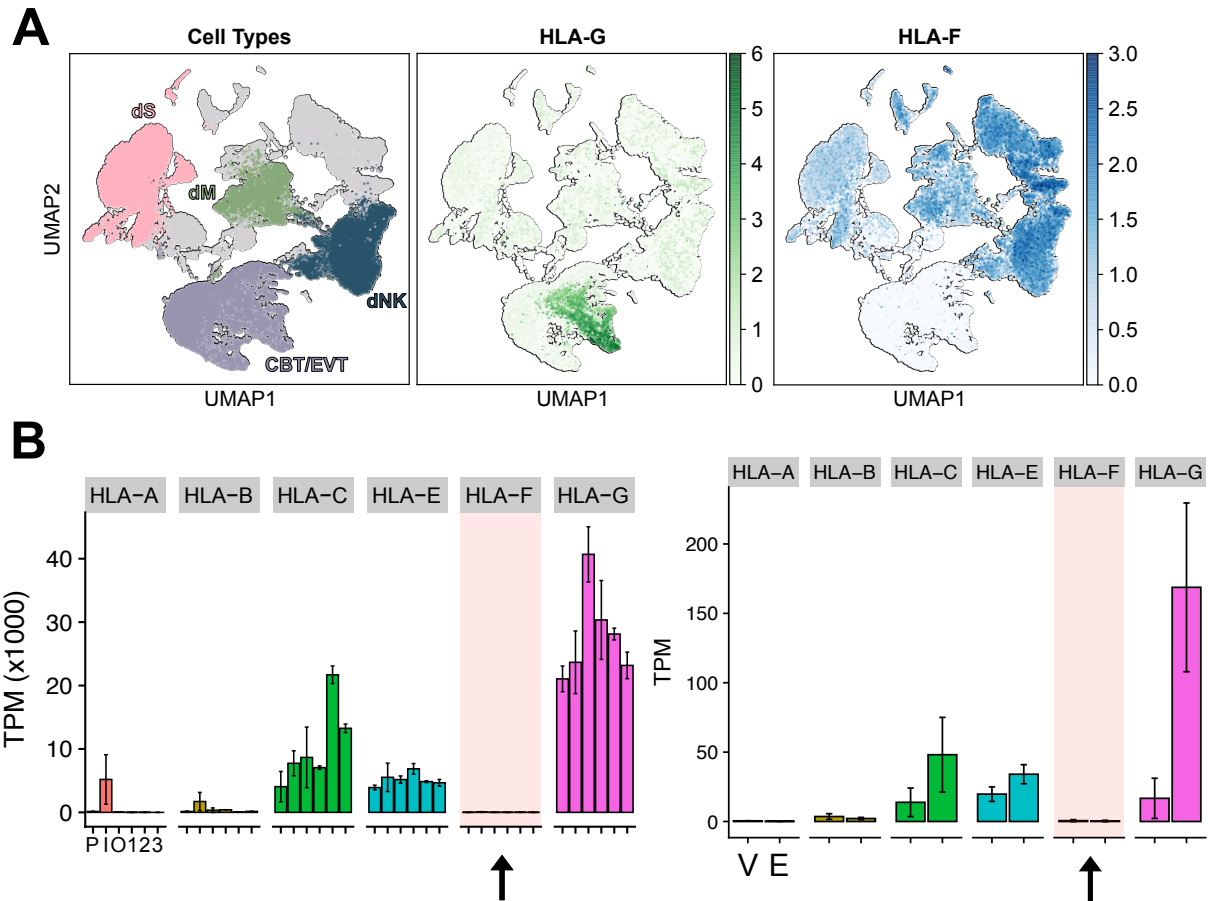 A
Cell Types
HLA-G
HLA-F
dS
dM
dNK
CBT/EVT
UMAP2
UMAP1
UMAP1
UMAP1
6
5
4
3
2
1
0
3.0
2.5
2.0
1.5
1.0
0.5
0.0
B
HLA−A HLA−B HLA−C HLA−E HLA−F HLA−G
TPM (x1000)
40
30
20
10
0
P I O 1 2 3
HLA−A HLA−B HLA−C HLA−E HLA−F HLA−G
TPM
200
150
100
50
0
V E